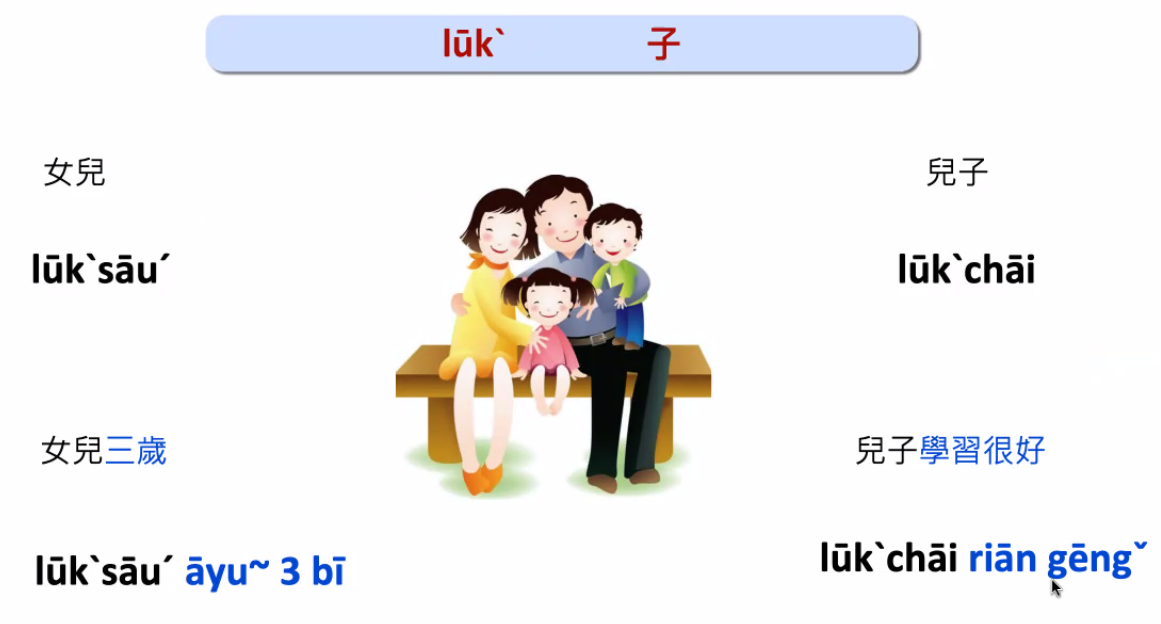 lūk` 子
女兒 兒子
lūk`sāu´ lūk`chāi
女兒三歲 兒子學習很好
lūk`sāu´ āyu~ 3 bī lūk`chāi riān gēngˇ